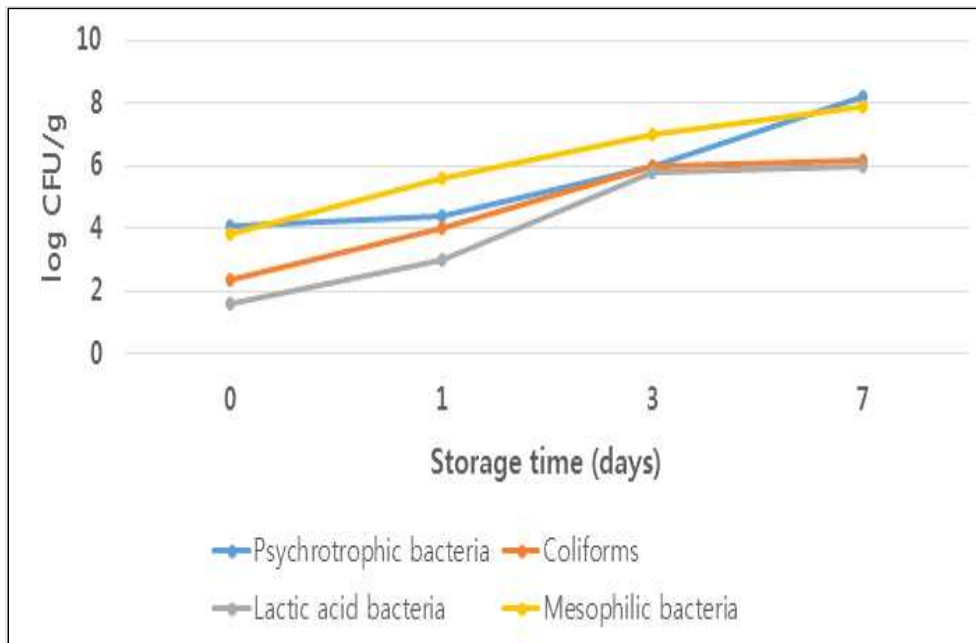 10
8
6
4
2
0
log CFU/g
0 1 3 7
Storage time (days)
Psychrotrophic bacteria Coliforms
Lactic acid bacteria Mesophilic bacteria